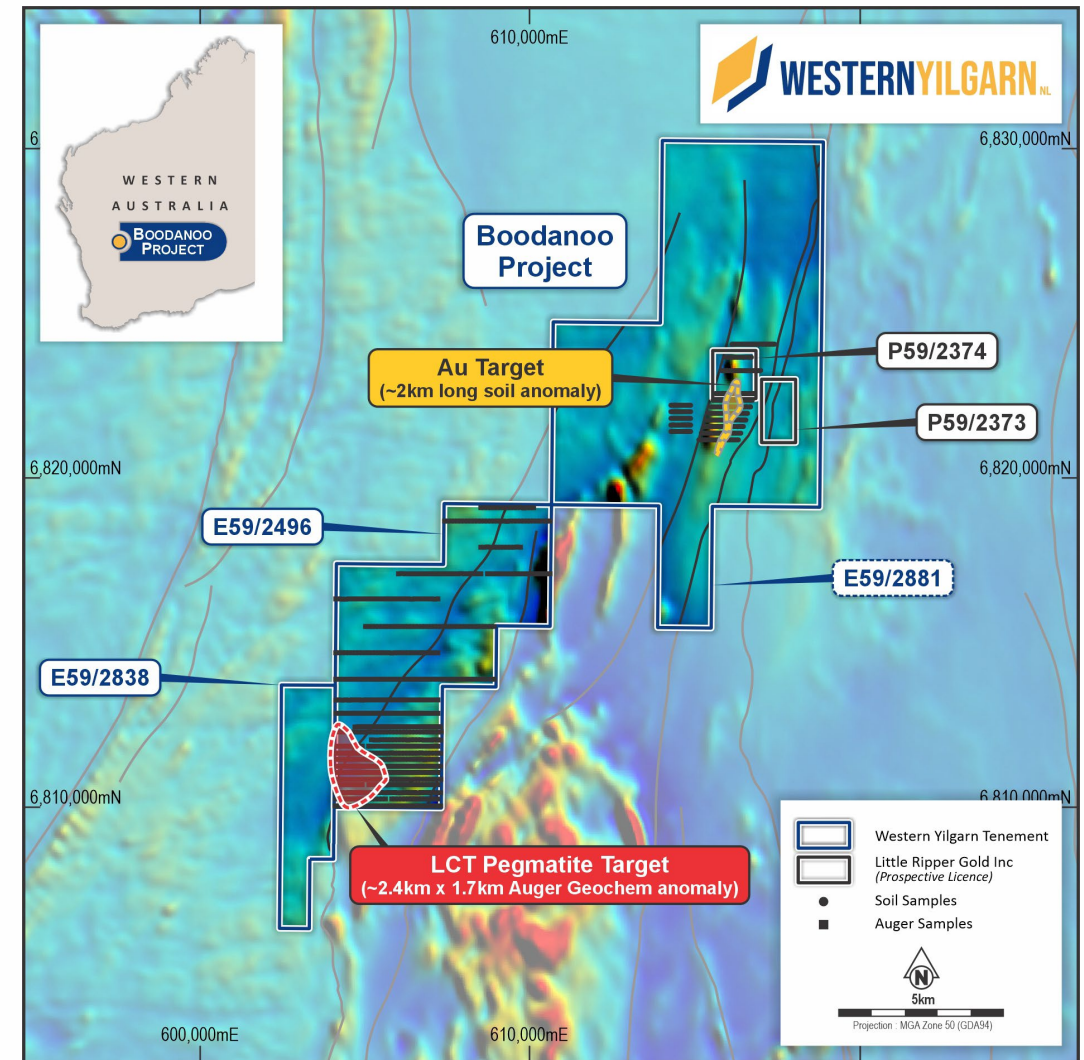 610,000mE
WESTERNYILGARN NL
6
6,830,000mN
WESTERN
AUSTRALIA
BOODANOO
PROJECT
Boodanoo
Project
Au Target
(~2km long soil anomaly)
P59/2374
P59/2373
6,820,000mN
6,820,000mN
E59/2496
E59/2881
E59/2838
6,810,000mN
6,810,000mN
LCT Pegmatite Target
(~2.4km x 1.7km Auger Geochem anomaly)
Western Yilgarn Tenement
Little Ripper Gold Inc
(Prospective Licence)
Soil Samples
Auger Samples
N
5km
Projection : MGA Zone 50 (GDA94)
600,000mE
610,000mE